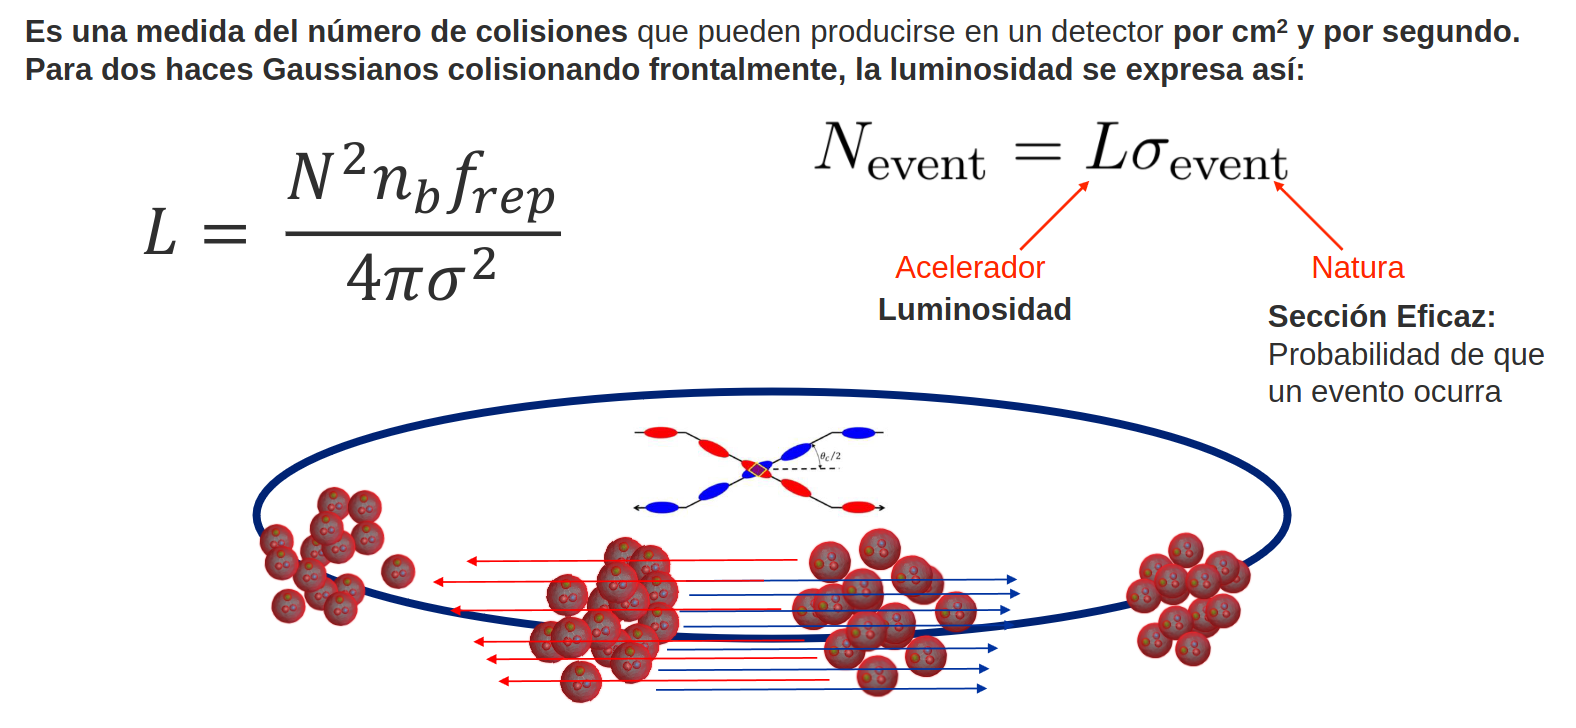 Es una medida del número de colisiones que pueden producirse en un detector por cm² y por segundo.
Para dos haces Gaussianos colisionando frontalmente, la luminosidad se expresa así:
L = N²n_b f_rep / 4πσ²
N_event = Lσ_event
Acelerador
Luminosidad
Natura
Sección Eficaz:
Probabilidad de que
un evento ocurra
θ_c/2